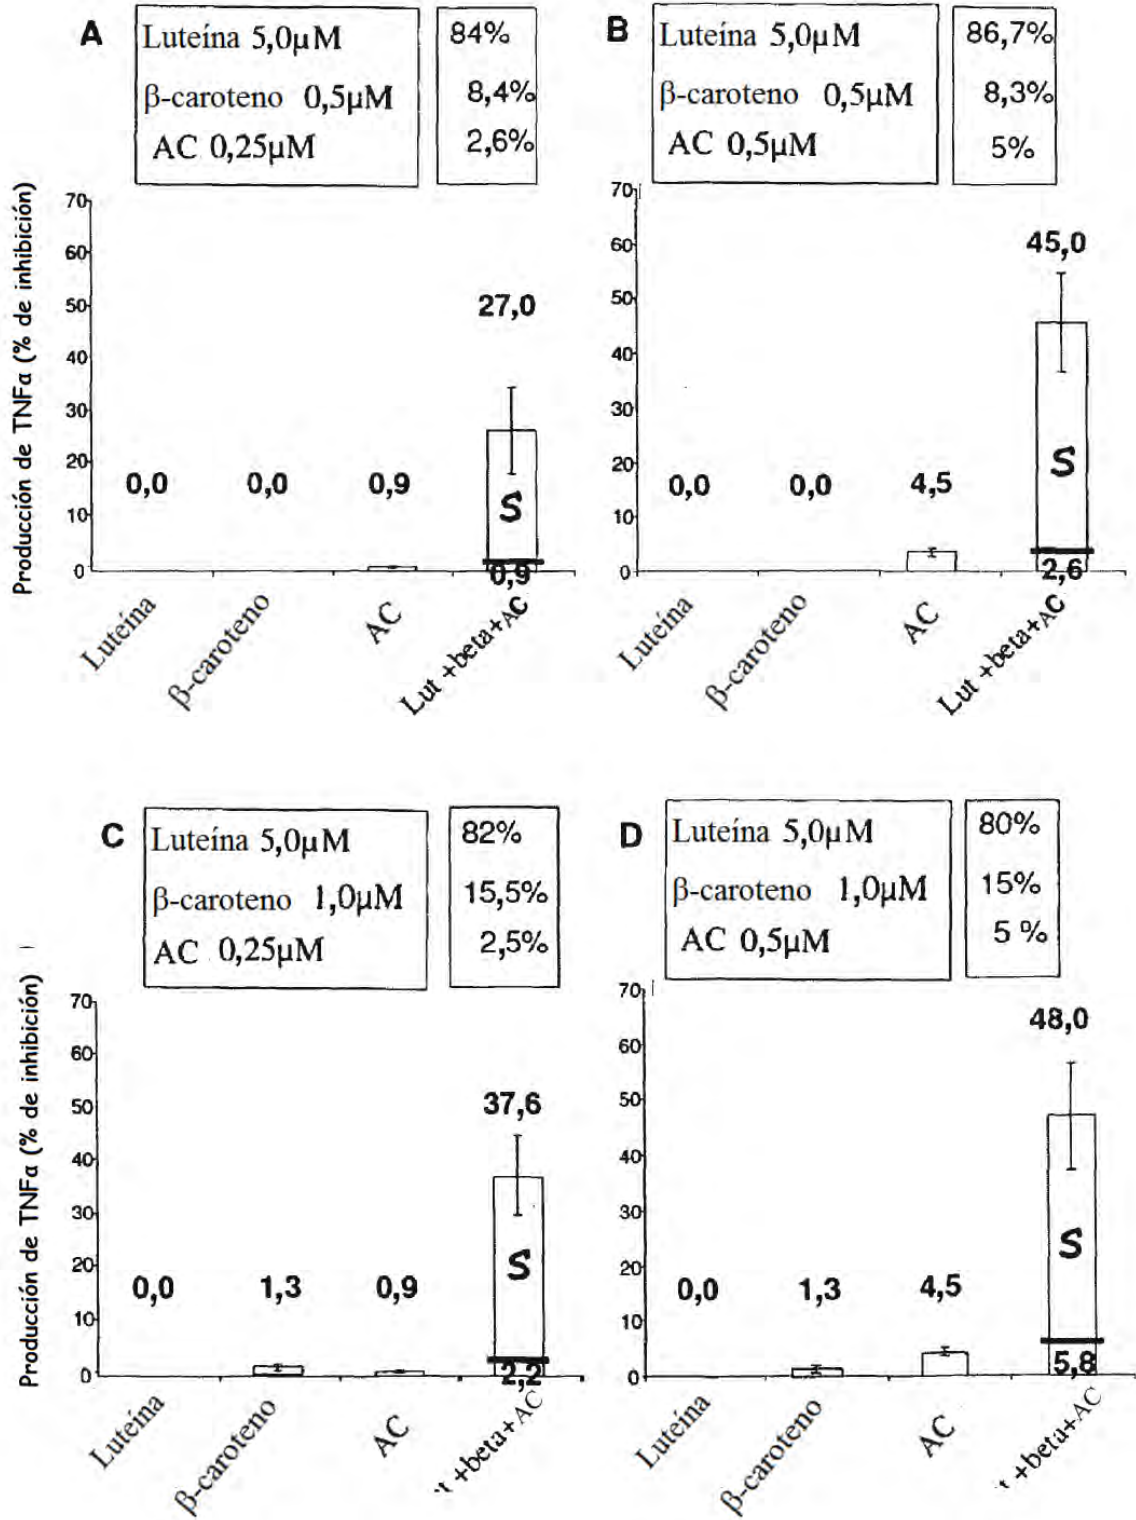 A
Luteína 5,0µM 84%
β-caroteno 0,5µM 8,4%
AC 0,25µM 2,6%
Producción de TNFα (% de inhibición)
70
60
50
40
30
20
10
0
27,0
0,0 0,0 0,9
S
0,9
Luteína
β-caroteno
AC
Lut +beta+AC
B
Luteína 5,0µM 86,7%
β-caroteno 0,5µM 8,3%
AC 0,5µM 5%
70
60
50
40
30
20
10
0
45,0
0,0 0,0 4,5
S
2,6
Luteína
β-caroteno
AC
Lut +beta+AC
C
Luteína 5,0µM 82%
β-caroteno 1,0µM 15,5%
AC 0,25µM 2,5%
Producción de TNFα (% de inhibición)
70
60
50
40
30
20
10
0
37,6
0,0 1,3 0,9
S
2,2
Luteína
β-caroteno
AC
+beta+AC
D
Luteína 5,0µM 80%
β-caroteno 1,0µM 15%
AC 0,5µM 5 %
70
60
50
40
30
20
10
0
48,0
0,0 1,3 4,5
S
5,8
Luteína
β-caroteno
AC
+beta+AC